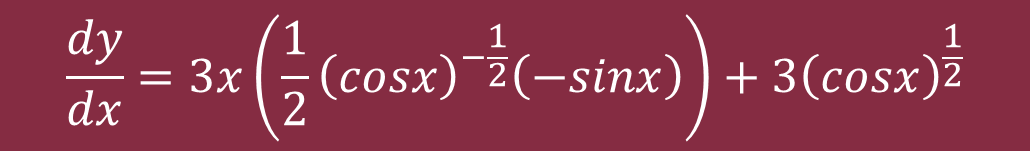 dy/dx = 3x(1/2(cosx)^{-1/2}(-sinx)) + 3(cosx)^{1/2}